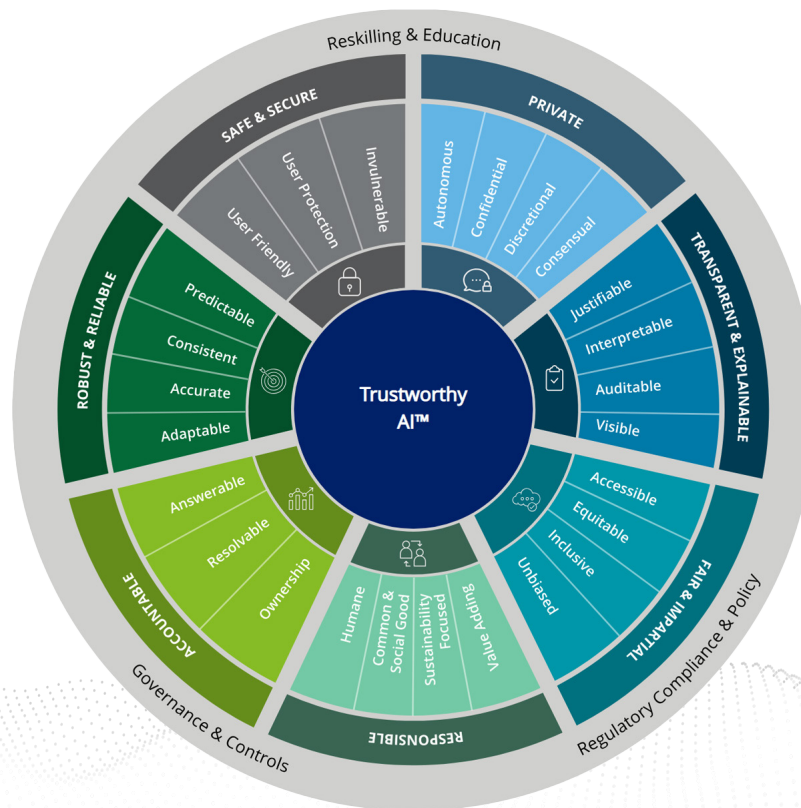 Reskilling & Education
SAFE & SECURE
User Friendly
User Protection
Invulnerable
PRIVATE
Autonomous
Confidential
Discretional
Consensual
TRANSPARENT & EXPLAINABLE
Justifiable
Interpretable
Auditable
Visible
FAIR & IMPARTIAL
Accessible
Equitable
Inclusive
Unbiased
Regulatory Compliance & Policy
RESPONSIBLE
Humane
Common &
Social Good
Sustainability
Focused
Value Adding
Governance & Controls
ACCOUNTABLE
Answerable
Resolvable
Ownership
ROBUST & RELIABLE
Predictable
Consistent
Accurate
Adaptable
Trustworthy
AI™